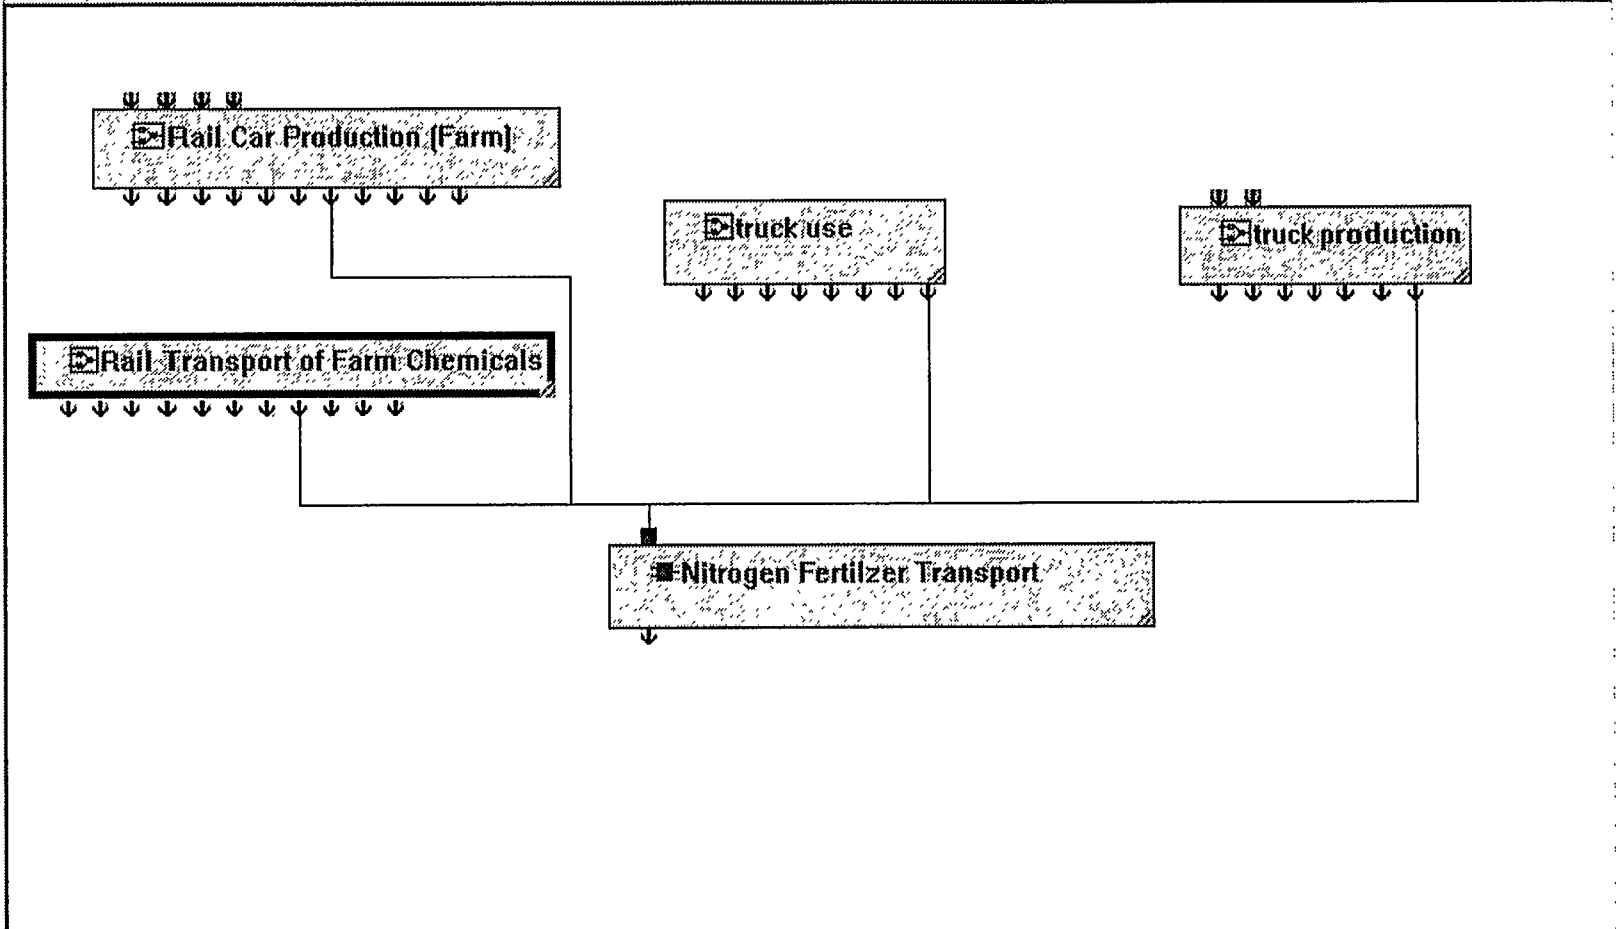 Rail Car Production (Farm)
truck use
truck production
Rail Transport of Farm Chemicals
Nitrogen Fertilzer Transport